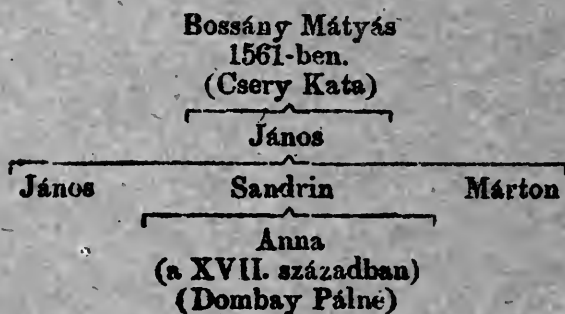 Bossány Mátyás
1561-ben.
(Csery Kata)
János
János Sandrin Márton
Anna
(a XVII. században)
(Dombay Pálné)